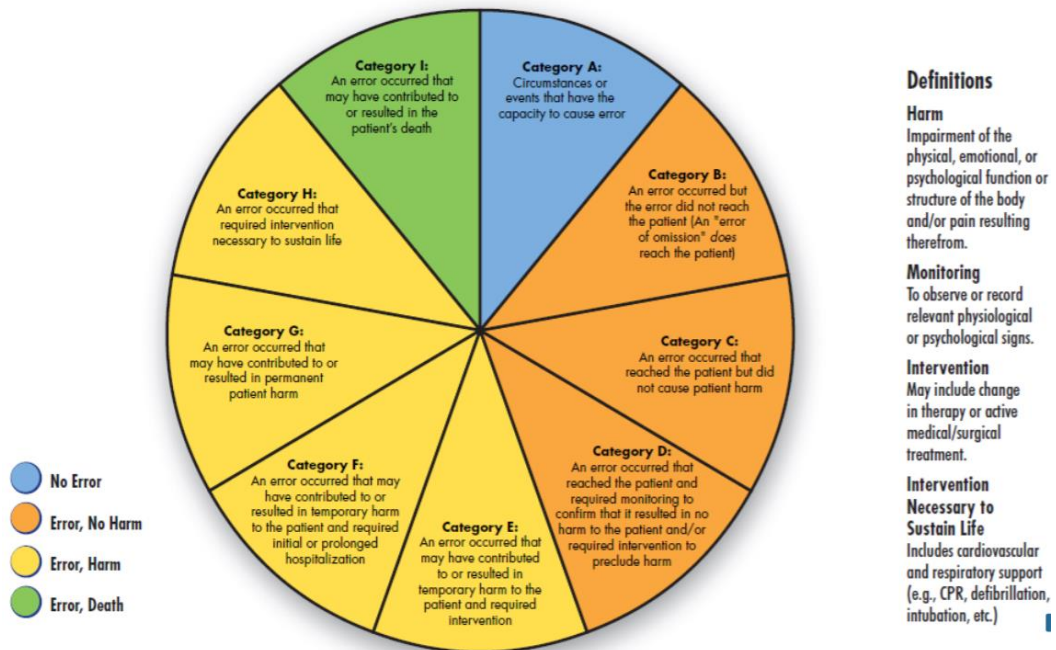 Category I:
An error occurred that
may have contributed to
or resulted in the
patient's death
Category A:
Circumstances or
events that have the
capacity to cause error
Category B:
An error occurred but
the error did not reach
the patient (An "error
of omission" does
reach the patient)
Category H:
An error occurred that
required intervention
necessary to sustain life
Category C:
An error occurred that
reached the patient but did
not cause patient harm
Category G:
An error occurred that
may have contributed to or
resulted in permanent
patient harm
Category D:
An error occurred that
reached the patient and
required monitoring to
confirm that it resulted in no
harm to the patient and/or
required intervention to
preclude harm
Category F:
An error occurred that may
have contributed to or
resulted in temporary harm
to the patient and required
initial or prolonged
hospitalization
Category E:
An error occurred that
may have contributed
to or resulted in
temporary harm to the
patient and required
intervention
No Error
Error, No Harm
Error, Harm
Error, Death
Definitions
Harm
Impairment of the
physical, emotional, or
psychological function or
structure of the body
and/or pain resulting
therefrom.
Monitoring
To observe or record
relevant physiological
or psychological signs.
Intervention
May include change
in therapy or active
medical/surgical
treatment.
Intervention
Necessary to
Sustain Life
Includes cardiovascular
and respiratory support
(e.g., CPR, defibrillation,
intubation, etc.)